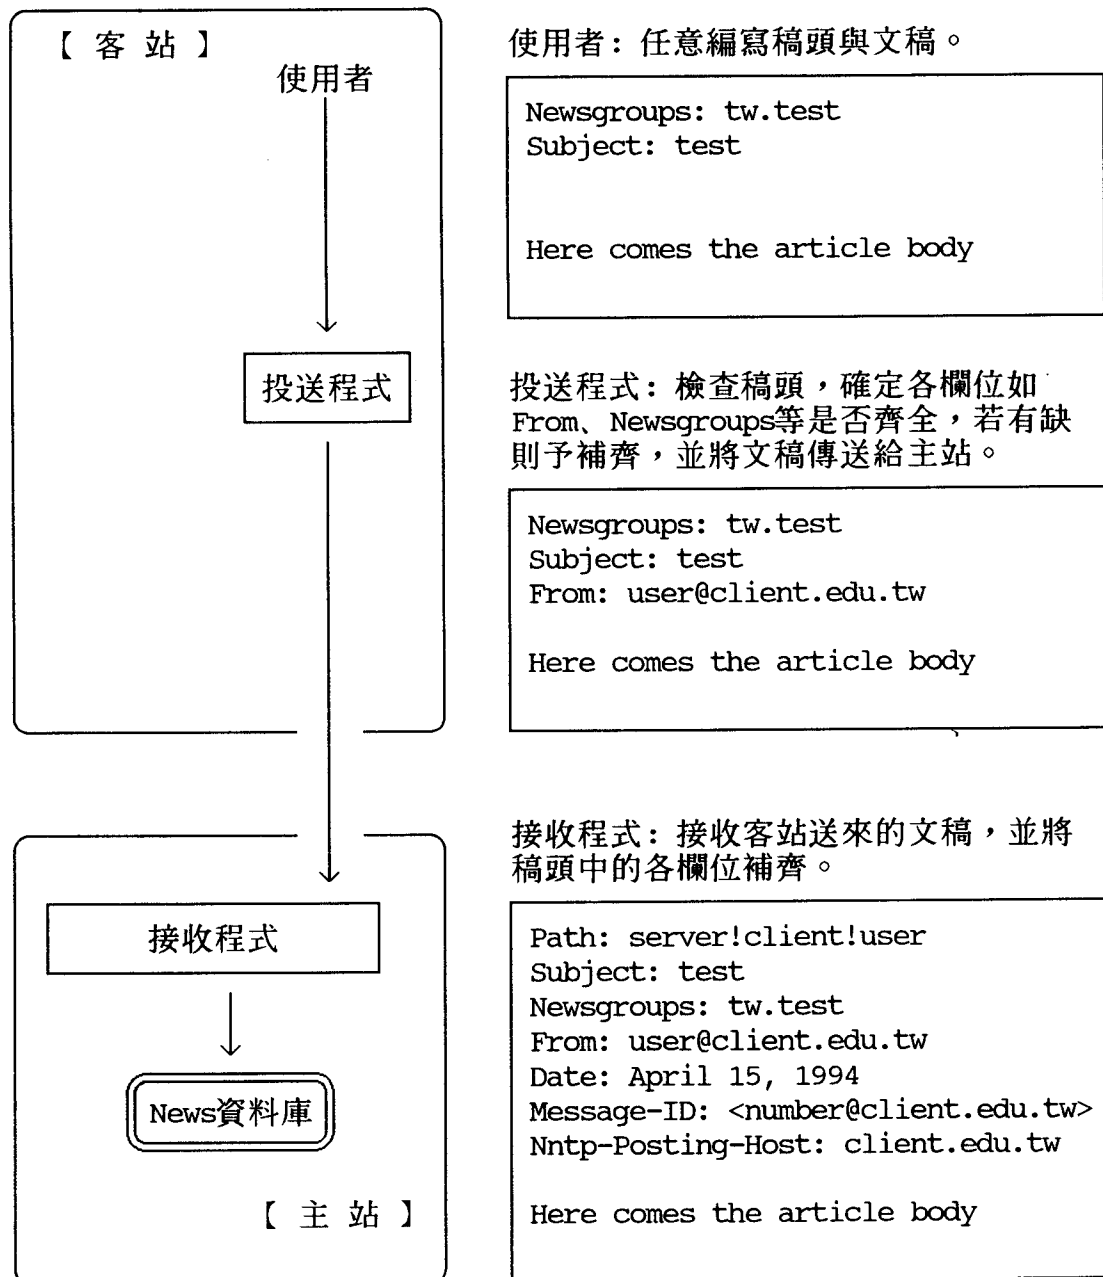 【 客 站 】
使用者
投送程式
使用者: 任意編寫稿頭與文稿。
Newsgroups: tw.test
Subject: test
Here comes the article body
投送程式: 檢查稿頭，確定各欄位如
From、Newsgroups等是否齊全，若有缺
則予補齊，並將文稿傳送給主站。
Newsgroups: tw.test
Subject: test
From: user@client.edu.tw
Here comes the article body
接收程式
News資料庫
【 主 站 】
接收程式: 接收客站送來的文稿，並將
稿頭中的各欄位補齊。
Path: server!client!user
Subject: test
Newsgroups: tw.test
From: user@client.edu.tw
Date: April 15, 1994
Message-ID: <number@client.edu.tw>
Nntp-Posting-Host: client.edu.tw
Here comes the article body